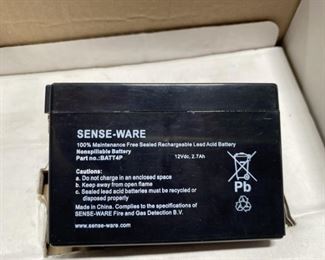 SENSE-WARE
100% Maintenance Free Sealed Rechargeable Lead Acid Battery
Nonspillable Battery
Part no.:BATT4P
12Vdc, 2.7Ah
Cautions:
a. Do not charge in an enclosed space
b. Keep away from open flame
c. Sealed lead acid batteries must be recycled or
disposed properly
Made in China. Complies to the specifications of
SENSE-WARE Fire and Gas Detection B.V.
www.sense-ware.com
Pb